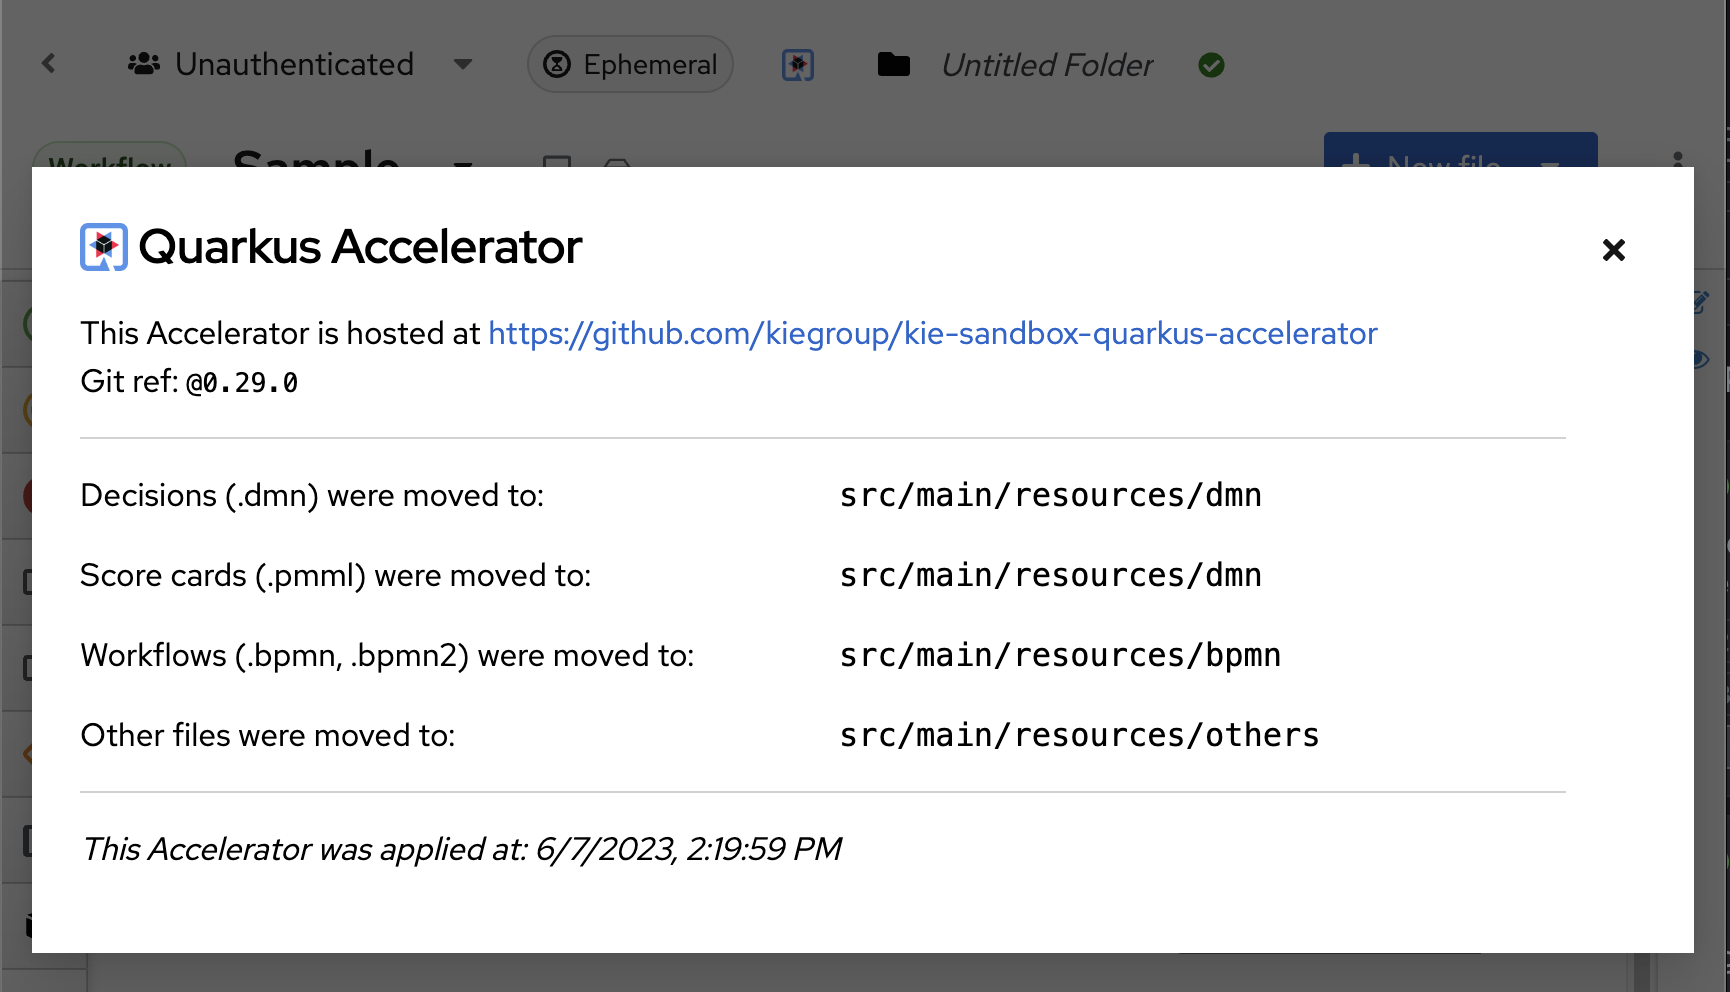 Unauthenticated Ephemeral Untitled Folder
Workflow Sample New file
Quarkus Accelerator
This Accelerator is hosted at https://github.com/kiegroup/kie-sandbox-quarkus-accelerator
Git ref: @0.29.0
Decisions (.dmn) were moved to: src/main/resources/dmn
Score cards (.pmml) were moved to: src/main/resources/dmn
Workflows (.bpmn, .bpmn2) were moved to: src/main/resources/bpmn
Other files were moved to: src/main/resources/others
This Accelerator was applied at: 6/7/2023, 2:19:59 PM